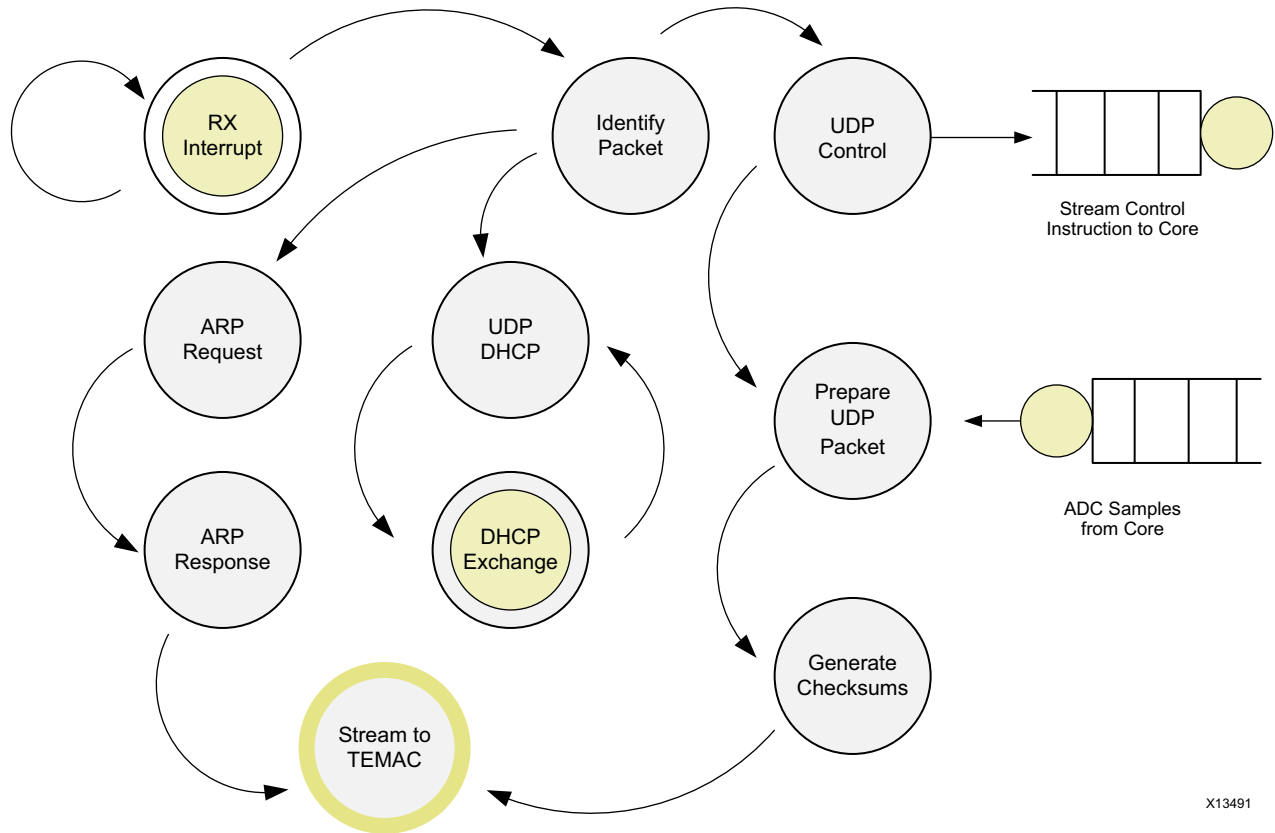 RX
Interrupt
Identify
Packet
UDP
Control
Stream Control
Instruction to Core
ARP
Request
UDP
DHCP
Prepare
UDP
Packet
ADC Samples
from Core
ARP
Response
DHCP
Exchange
Generate
Checksums
Stream to
TEMAC
X13491